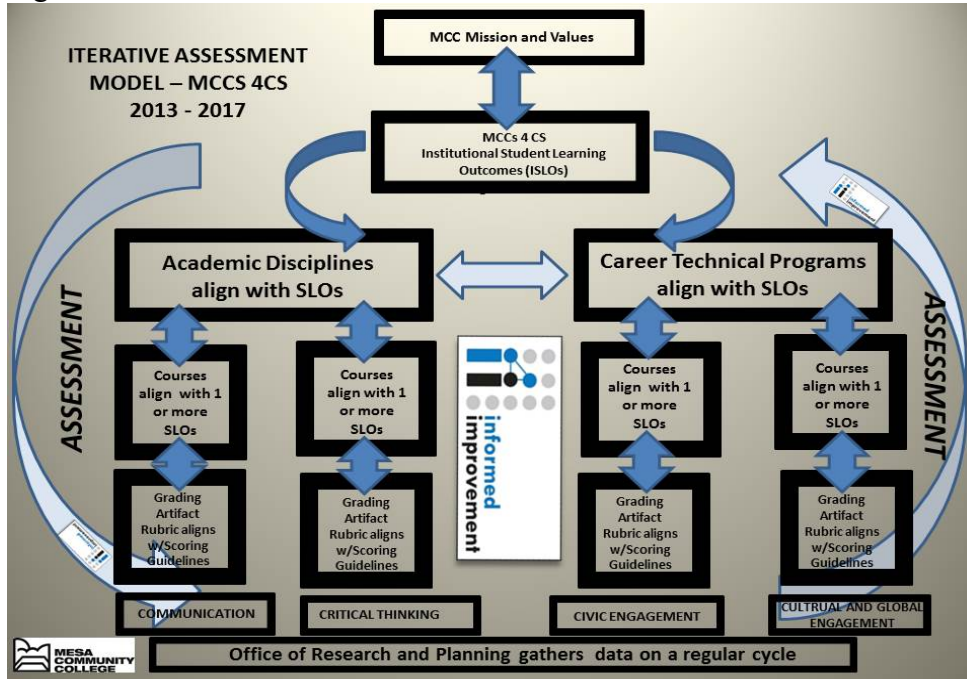 ITERATIVE ASSESSMENT
MODEL – MCCS 4CS
2013 - 2017
MCC Mission and Values
MCCs 4 CS
Institutional Student Learning
Outcomes (ISLOs)
Academic Disciplines
align with SLOs
Career Technical Programs
align with SLOs
ASSESSMENT
ASSESSMENT
Courses
align with 1
or more
SLOs
Courses
align with 1
or more
SLOs
Courses
align with 1
or more
SLOs
Courses
align with 1
or more
SLOs
informed
improvement
informed
improvement
informed
improvement
Grading
Artifact
Rubric aligns
w/Scoring
Guidelines
Grading
Artifact
Rubric aligns
w/Scoring
Guidelines
Grading
Artifact
Rubric aligns
w/Scoring
Guidelines
Grading
Artifact
Rubric aligns
w/Scoring
Guidelines
COMMUNICATION
CRITICAL THINKING
CIVIC ENGAGEMENT
CULTRUAL AND GLOBAL
ENGAGEMENT
MESA
COMMUNITY
COLLEGE
Office of Research and Planning gathers data on a regular cycle